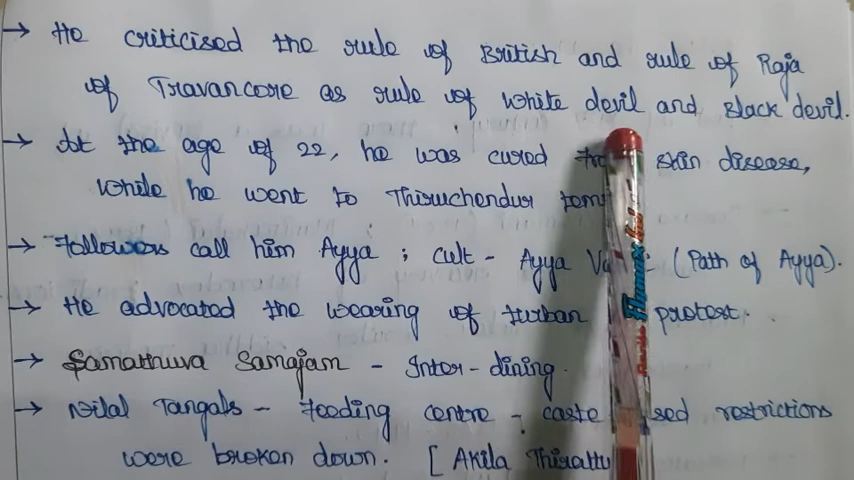 → He criticised the rule of British and rule of Raja
of Travancore as rule of White devil and Black devil.
→ At the age of 22, he was cured skin disease,
while he went to Thiruchendur
→ Followers call him Ayya ; cult - Ayya (Path of Ayya).
→ He advocated the wearing of turban protest.
→ Samathuva Samajam - Inter-dining.
→ Nilal Tangals - Feeding centre - caste restrictions
were broken down. [ Akila